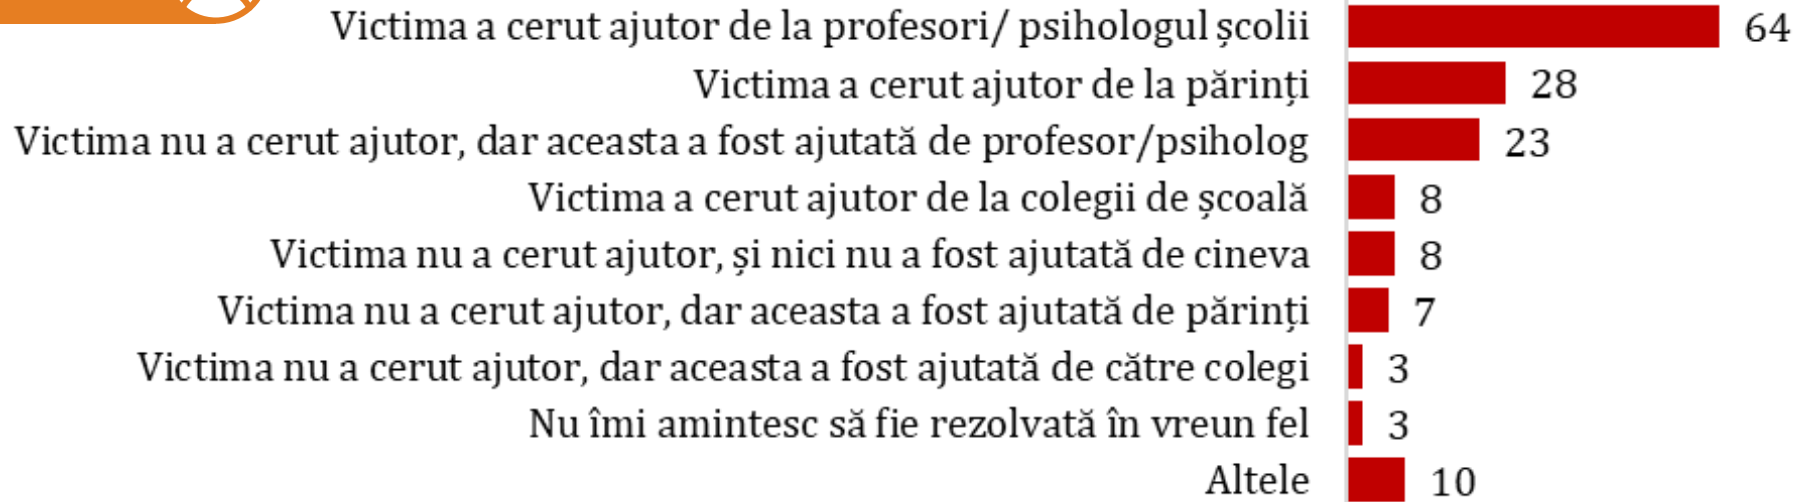 Victima a cerut ajutor de la profesori/ psihologul școlii 64
Victima a cerut ajutor de la părinți 28
Victima nu a cerut ajutor, dar aceasta a fost ajutată de profesor/psiholog 23
Victima a cerut ajutor de la colegii de școală 8
Victima nu a cerut ajutor, și nici nu a fost ajutată de cineva 8
Victima nu a cerut ajutor, dar aceasta a fost ajutată de părinți 7
Victima nu a cerut ajutor, dar aceasta a fost ajutată de către colegi 3
Nu îmi amintesc să fie rezolvată în vreun fel 3
Altele 10